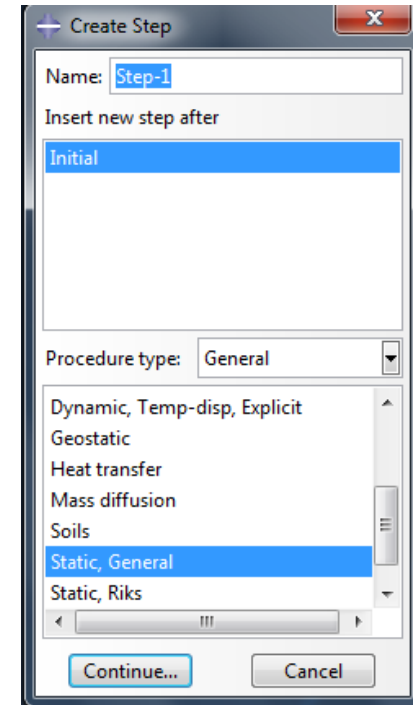 Create Step
Name: Step-1
Insert new step after
Initial
Procedure type: General
Dynamic, Temp-disp, Explicit
Geostatic
Heat transfer
Mass diffusion
Soils
Static, General
Static, Riks
Continue... Cancel